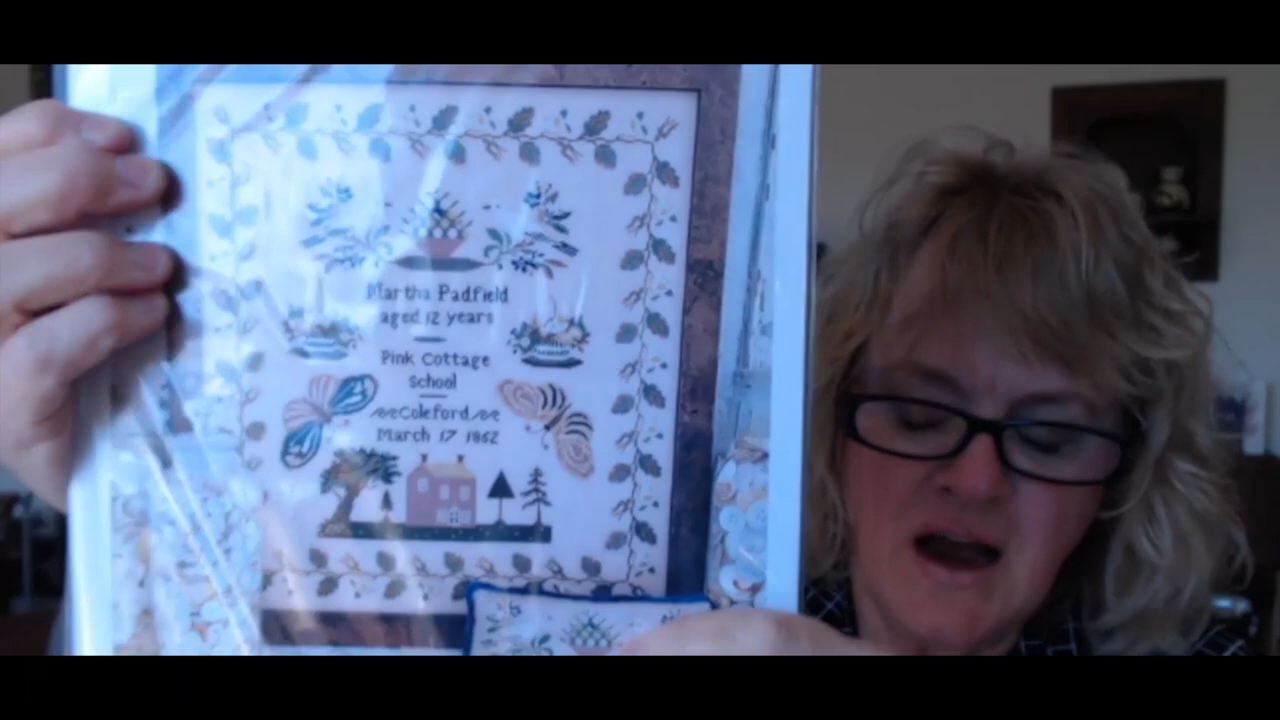 Martha Padfield
aged 12 years
Pink Cottage
School
Coleford
March 17 1862